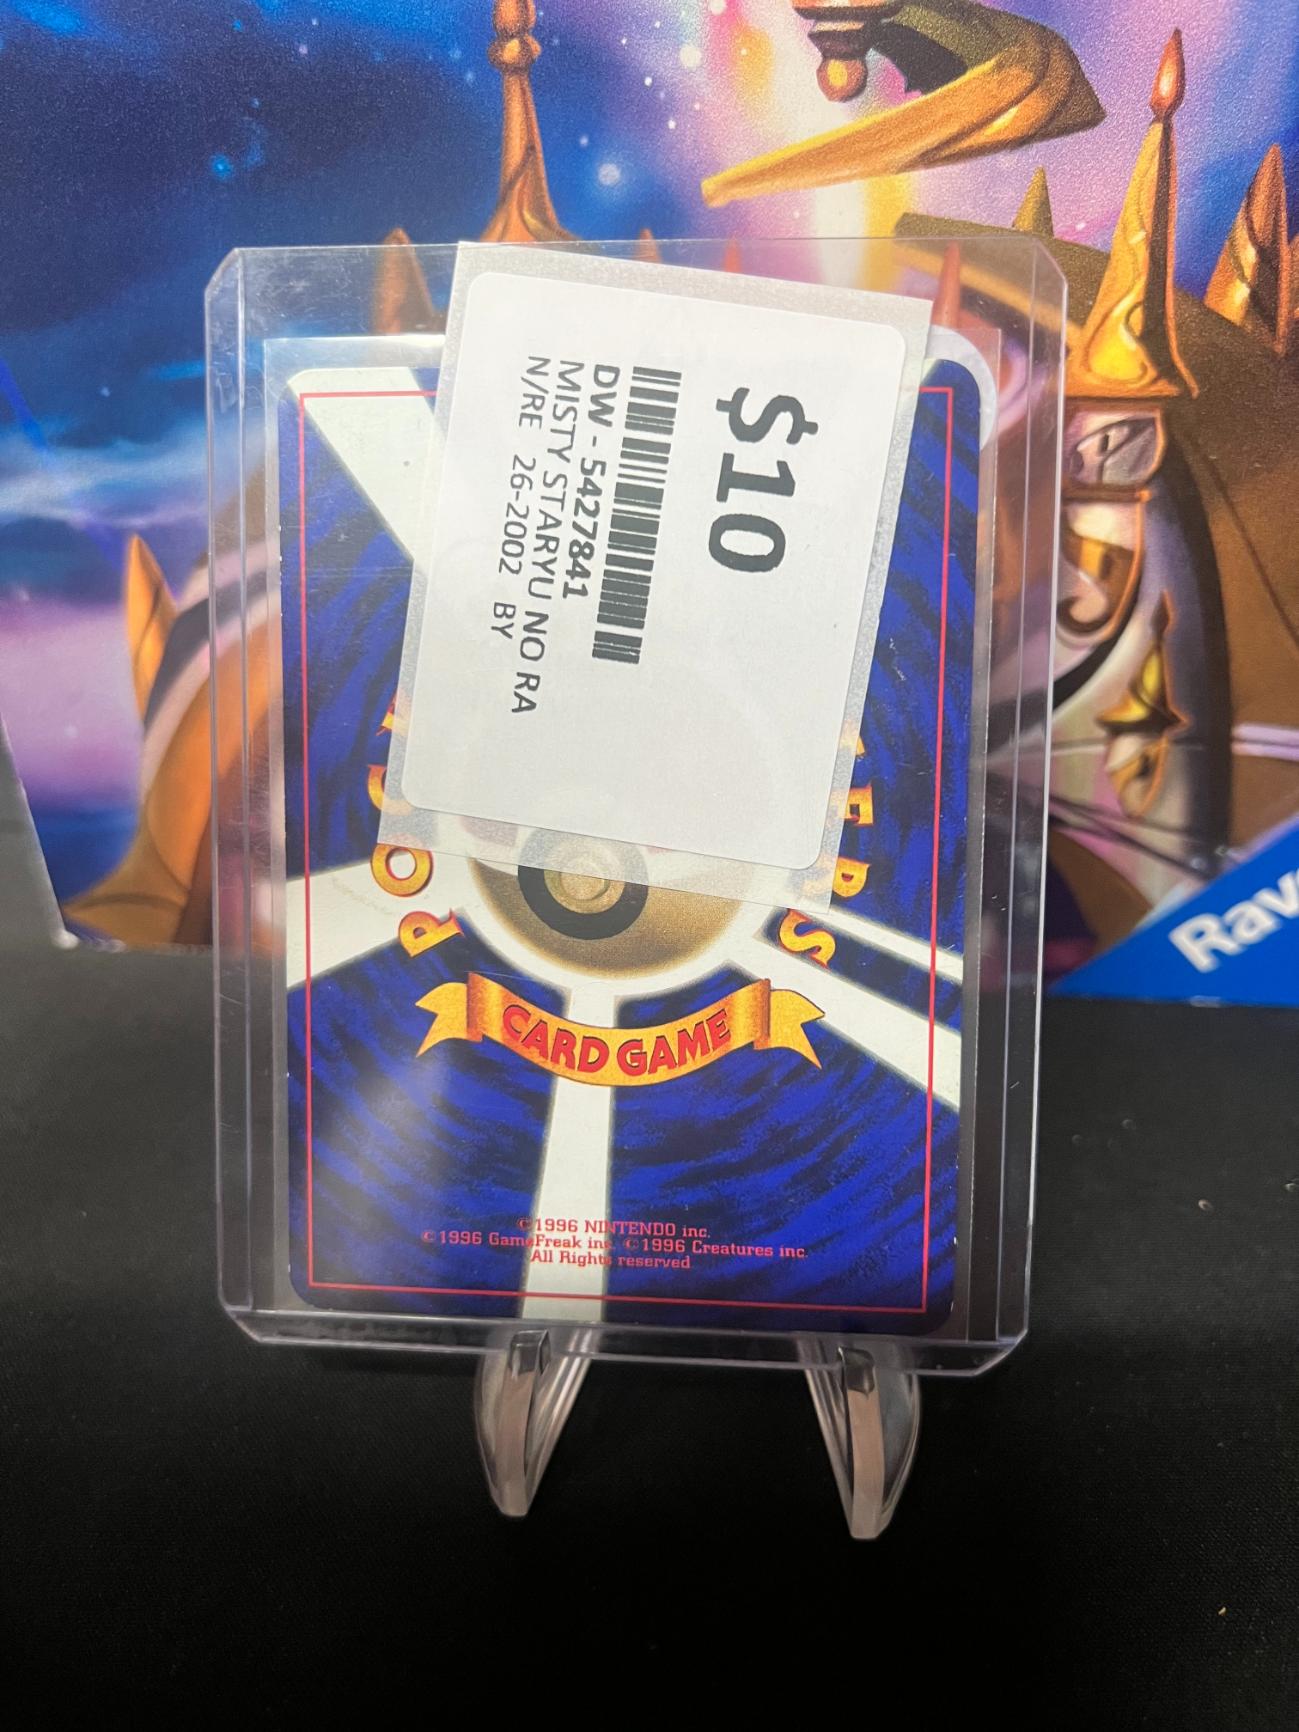 $10
DW - 5427841
MISTY STARYU NO RA
N/RE 26-2002 BY
CARD GAME
©1996 NINTENDO inc.
©1996 GameFreak inc. ©1996 Creatures inc.
All Rights reserved